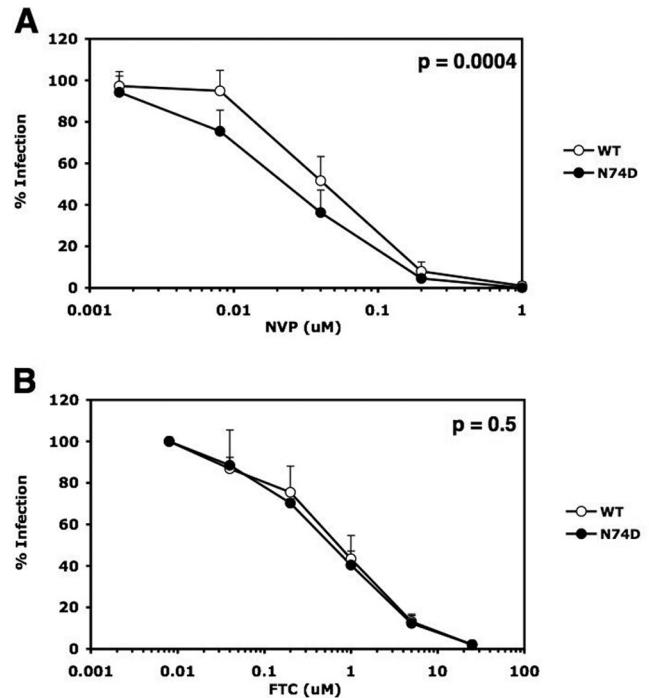 A
p = 0.0004
120
100
80
60
40
20
0
% Infection
0.001 0.01 0.1 1
NVP (uM)
WT
N74D
B
p = 0.5
120
100
80
60
40
20
0
% Infection
0.001 0.01 0.1 1 10 100
FTC (uM)
WT
N74D